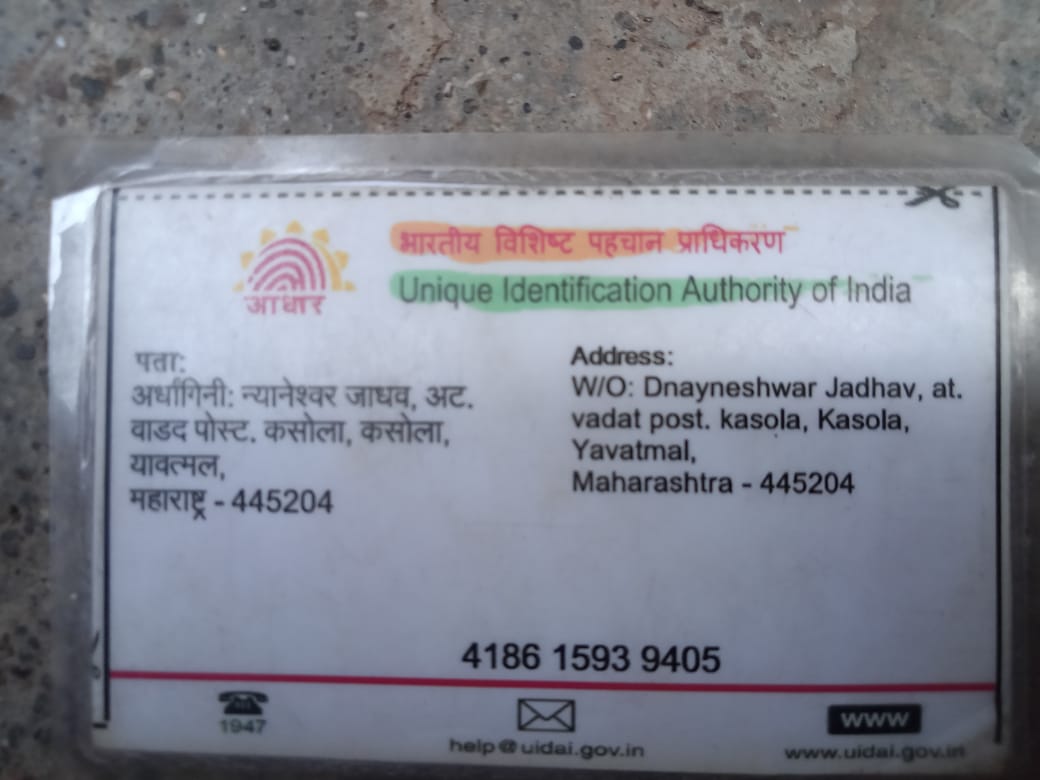 भारतीय विशिष्ट पहचान प्राधिकरण
आधार
Unique Identification Authority of India
पता:
अर्धांगिनी: न्यानेश्वर जाधव, अट.
वाडद पोस्ट. कसोला, कसोला,
यावत्मल,
महाराष्ट्र - 445204
Address:
W/O: Dnayneshwar Jadhav, at.
vadat post. kasola, Kasola,
Yavatmal,
Maharashtra - 445204
4186 1593 9405
1947
help@uidai.gov.in
www
www.uidai.gov.in